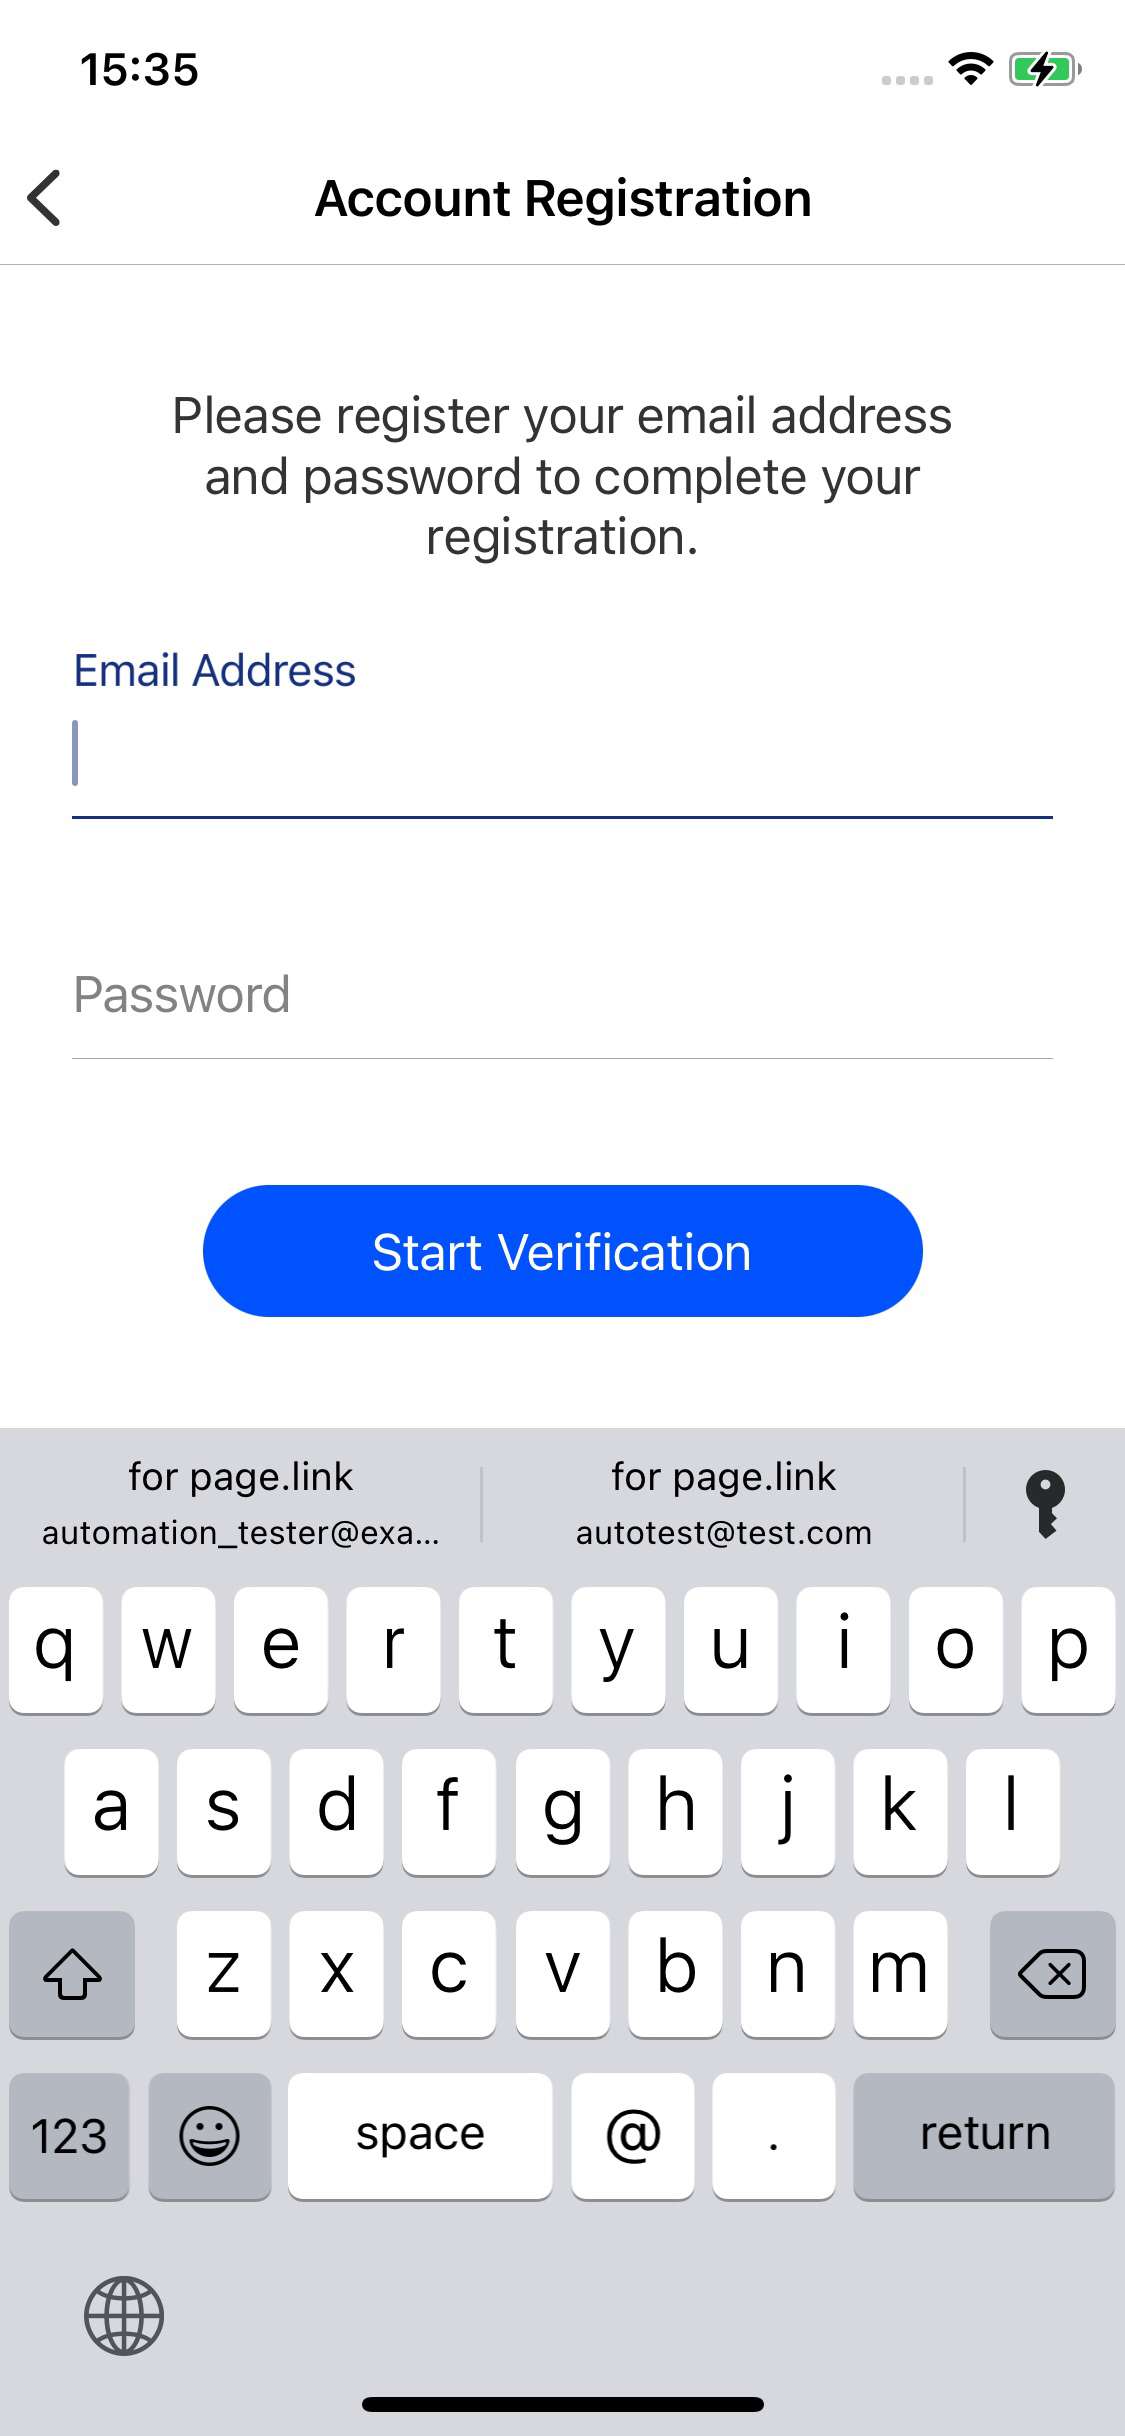 15:35
Account Registration
Please register your email address
and password to complete your
registration.
Email Address
Password
Start Verification
for page.link
automation_tester@exa...
for page.link
autotest@test.com
q w e r t y u i o p
a s d f g h j k l
z x c v b n m
123 space @ . return